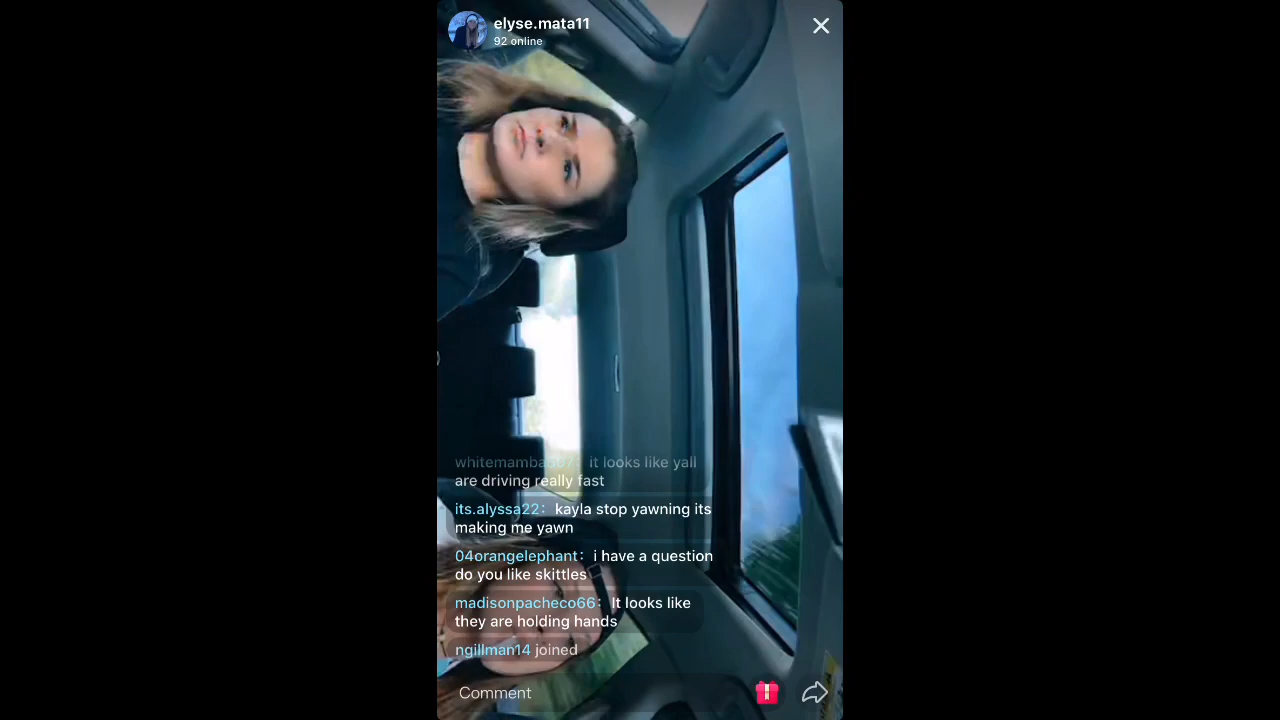 elyse.mata11
92 online
it looks like yall
are driving really fast
its.alyssa22: kayla stop yawning its
making me yawn
04orangelephant: i have a question
do you like skittles
madisonpacheco66: It looks like
they are holding hands
ngillman14 joined
Comment